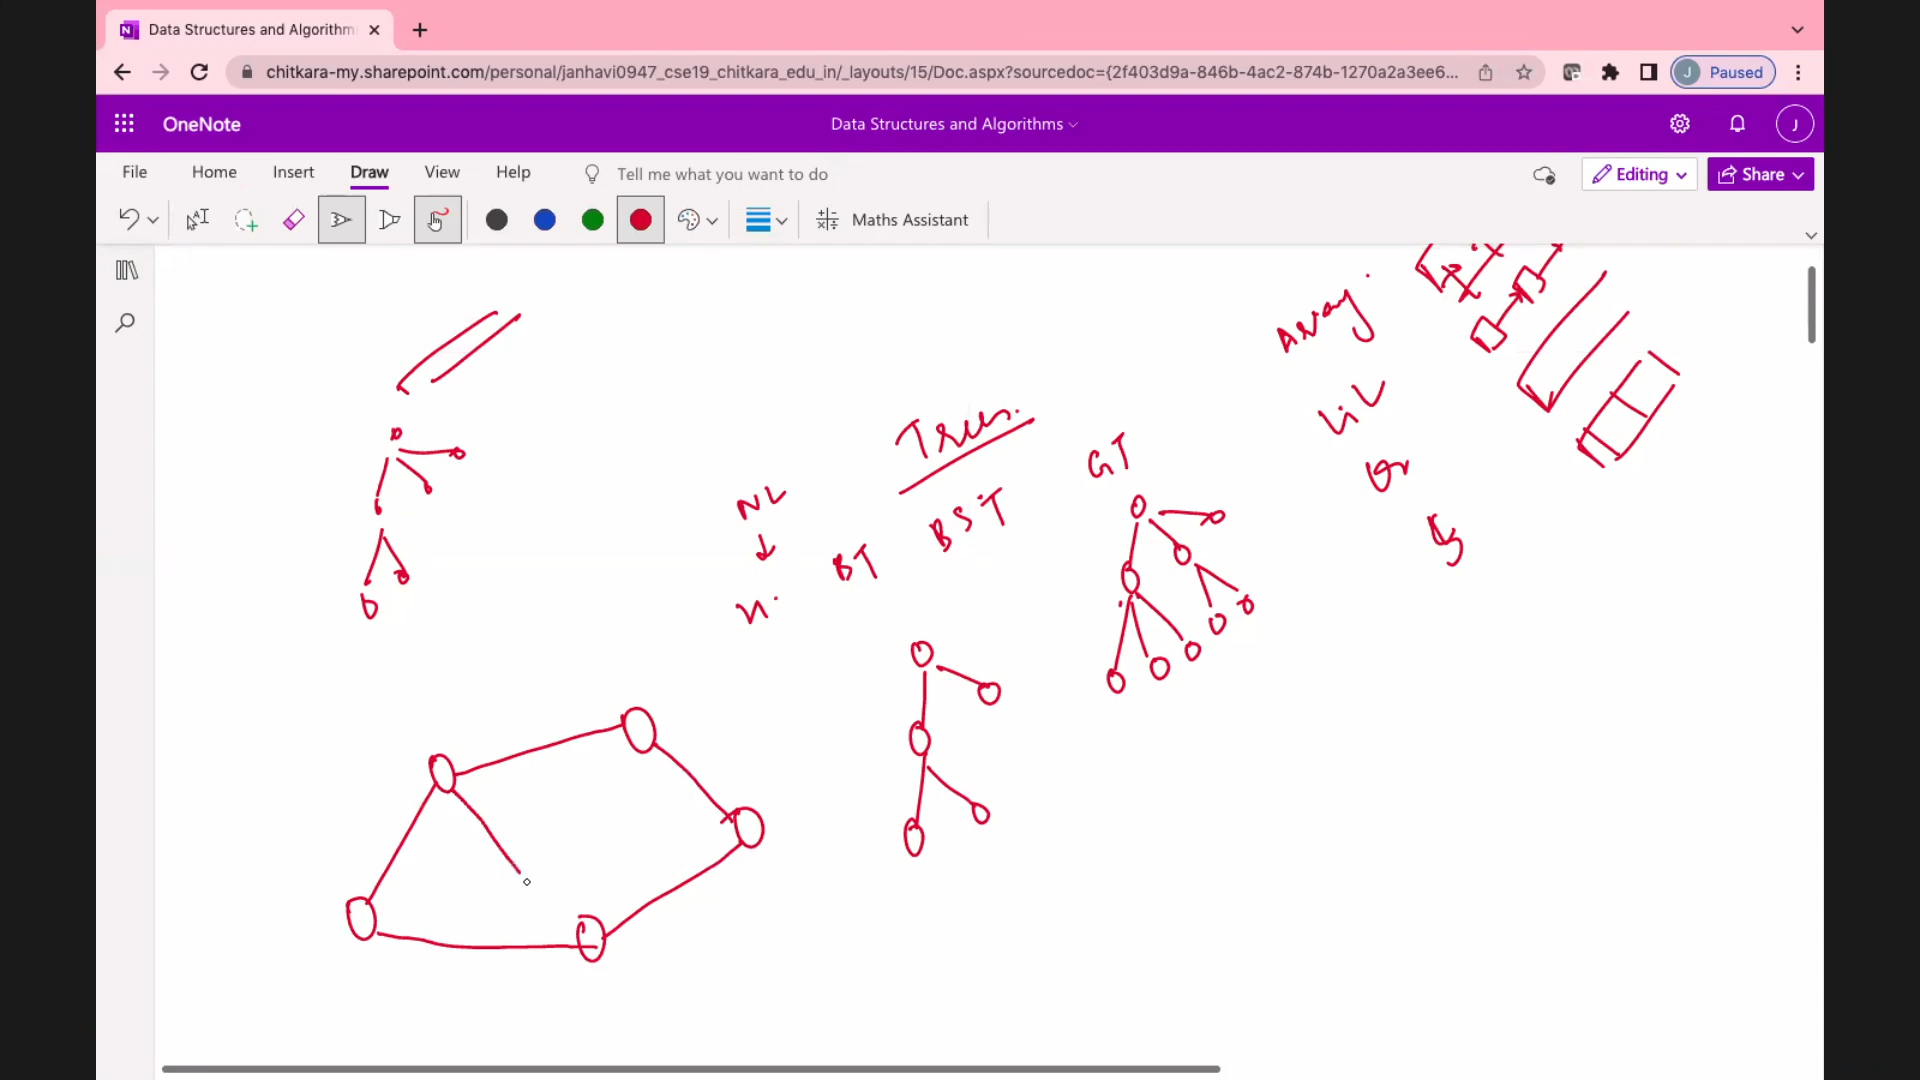 Data Structures and Algorithm
chitkara-my.sharepoint.com/personal/janhavi0947_cse19_chitkara_edu_in/_layouts/15/Doc.aspx?sourcedoc={2f403d9a-846b-4ac2-874b-1270a2a3ee6...
J Paused
OneNote
Data Structures and Algorithms
J
File Home Insert Draw View Help Tell me what you want to do
Editing
Share
Maths Assistant
Array
Trees
GT
LiL
NL
BST
BT